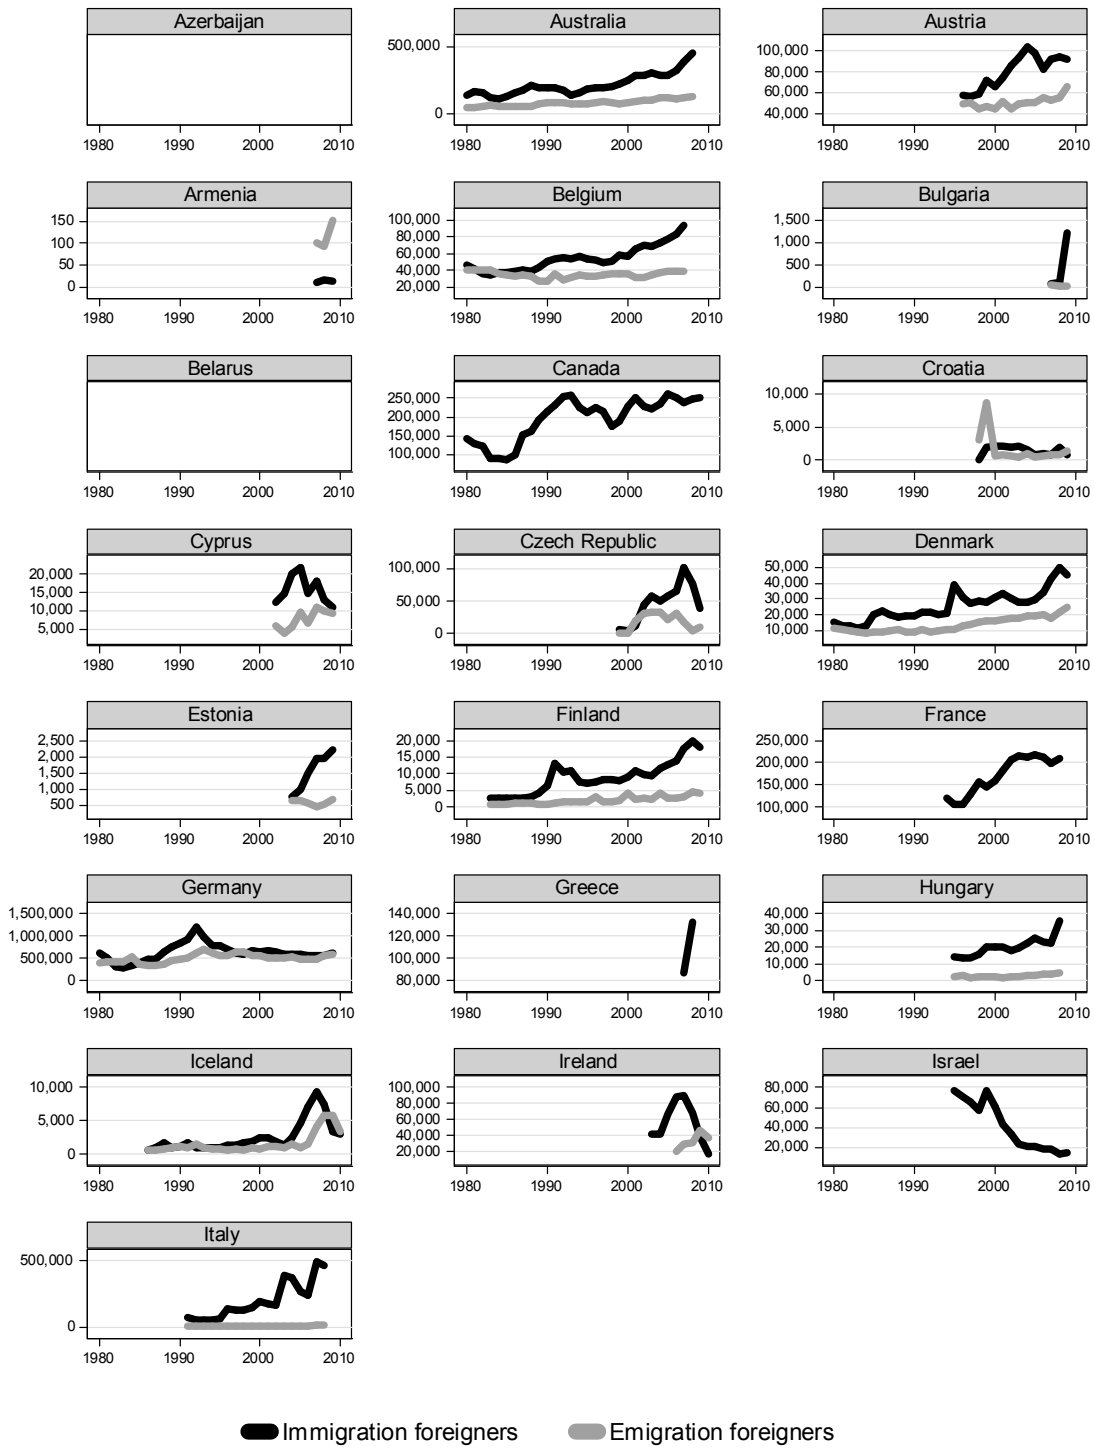 Azerbaijan
1980 1990 2000 2010
Australia
500,000
0
1980 1990 2000 2010
Austria
100,000
80,000
60,000
40,000
1980 1990 2000 2010
Armenia
150
100
50
0
1980 1990 2000 2010
Belgium
100,000
80,000
60,000
40,000
20,000
1980 1990 2000 2010
Bulgaria
1,500
1,000
500
0
1980 1990 2000 2010
Belarus
1980 1990 2000 2010
Canada
250,000
200,000
150,000
100,000
1980 1990 2000 2010
Croatia
10,000
5,000
0
1980 1990 2000 2010
Cyprus
20,000
15,000
10,000
5,000
1980 1990 2000 2010
Czech Republic
100,000
50,000
0
1980 1990 2000 2010
Denmark
50,000
40,000
30,000
20,000
10,000
1980 1990 2000 2010
Estonia
2,500
2,000
1,500
1,000
500
1980 1990 2000 2010
Finland
20,000
15,000
10,000
5,000
0
1980 1990 2000 2010
France
250,000
200,000
150,000
100,000
1980 1990 2000 2010
Germany
1,500,000
1,000,000
500,000
0
1980 1990 2000 2010
Greece
140,000
120,000
100,000
80,000
1980 1990 2000 2010
Hungary
40,000
30,000
20,000
10,000
0
1980 1990 2000 2010
Iceland
10,000
5,000
0
1980 1990 2000 2010
Ireland
100,000
80,000
60,000
40,000
20,000
1980 1990 2000 2010
Israel
80,000
60,000
40,000
20,000
1980 1990 2000 2010
Italy
500,000
0
1980 1990 2000 2010
Immigration foreigners Emigration foreigners